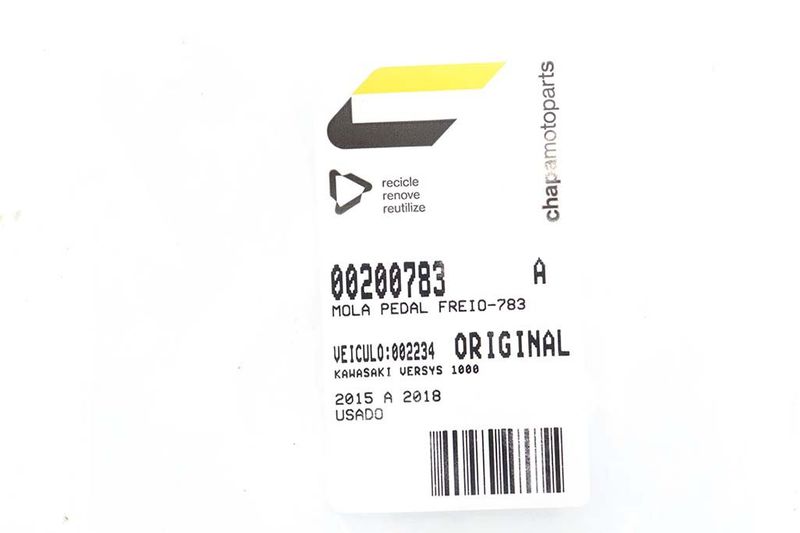 chapamotoparts
recicle
renove
reutilize
00200783 A
MOLA PEDAL FREIO-783
VEICULO:002234 ORIGINAL
KAWASAKI VERSYS 1000
2015 A 2018
USADO